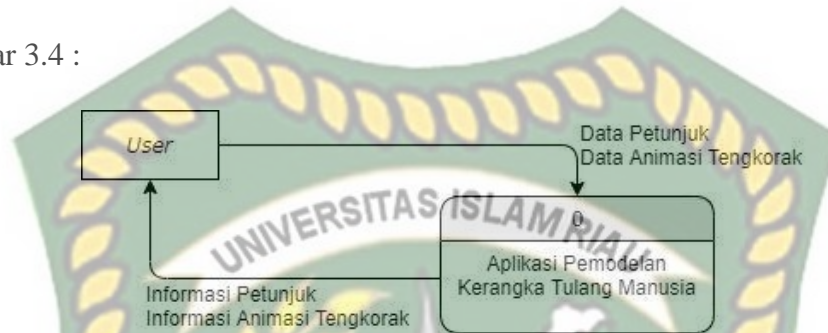 ar 3.4 :
User
Data Petunjuk
Data Animasi Tengkorak
UNIVERSITAS ISLAM RIAU
0
Aplikasi Pemodelan
Kerangka Tulang Manusia
Informasi Petunjuk
Informasi Animasi Tengkorak